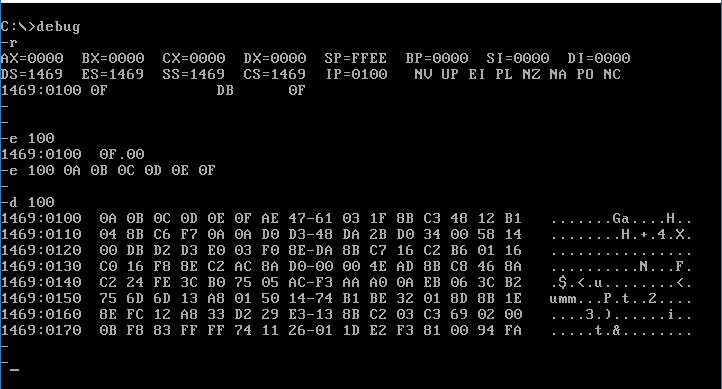 C:\>debug
-r
AX=0000  BX=0000  CX=0000  DX=0000  SP=FFEE  BP=0000  SI=0000  DI=0000
DS=1469  ES=1469  SS=1469  CS=1469  IP=0100   NV UP EI PL NZ NA PO NC
1469:0100 0F            DB      0F
-
-
-e 100
1469:0100  0F.00
-e 100 0A 0B 0C 0D 0E 0F
-
-d 100
1469:0100  0A 0B 0C 0D 0E 0F AE 47-61 03 1F 8B C3 48 12 B1   .......Ga....H..
1469:0110  04 8B C6 F7 0A 0A D0 D3-48 DA 2B D0 34 00 58 14   ........H.+.4.X.
1469:0120  00 DB D2 D3 E0 03 F0 8E-DA 8B C7 16 C2 B6 01 16   ................
1469:0130  C0 16 F8 8E C2 AC 8A D0-00 00 4E AD 8B C8 46 8A   ..........N...F.
1469:0140  C2 24 FE 3C B0 75 05 AC-F3 AA A0 0A EB 06 3C B2   .$.<.u........<.
1469:0150  75 6D 6D 13 A8 01 50 14-74 B1 BE 32 01 8D 8B 1E   umm...P.t..2....
1469:0160  8E FC 12 A8 33 D2 29 E3-13 8B C2 03 C3 69 02 00   ....3.)......i..
1469:0170  0B F8 83 FF FF 74 11 26-01 1D E2 F3 81 00 94 FA   .....t.&........
-
-